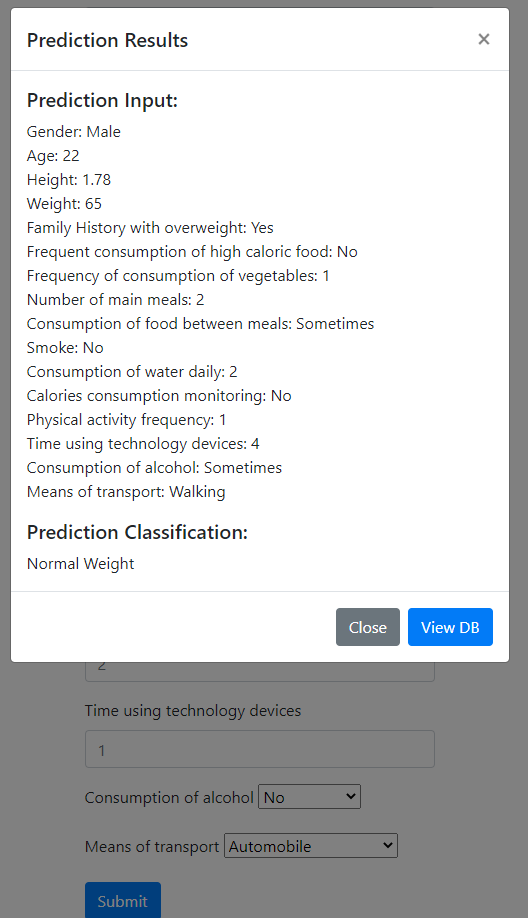 Prediction Results ×
Prediction Input:
Gender: Male
Age: 22
Height: 1.78
Weight: 65
Family History with overweight: Yes
Frequent consumption of high caloric food: No
Frequency of consumption of vegetables: 1
Number of main meals: 2
Consumption of food between meals: Sometimes
Smoke: No
Consumption of water daily: 2
Calories consumption monitoring: No
Physical activity frequency: 1
Time using technology devices: 4
Consumption of alcohol: Sometimes
Means of transport: Walking
Prediction Classification:
Normal Weight
Close View DB
2
Time using technology devices
1
Consumption of alcohol No
Means of transport Automobile
Submit